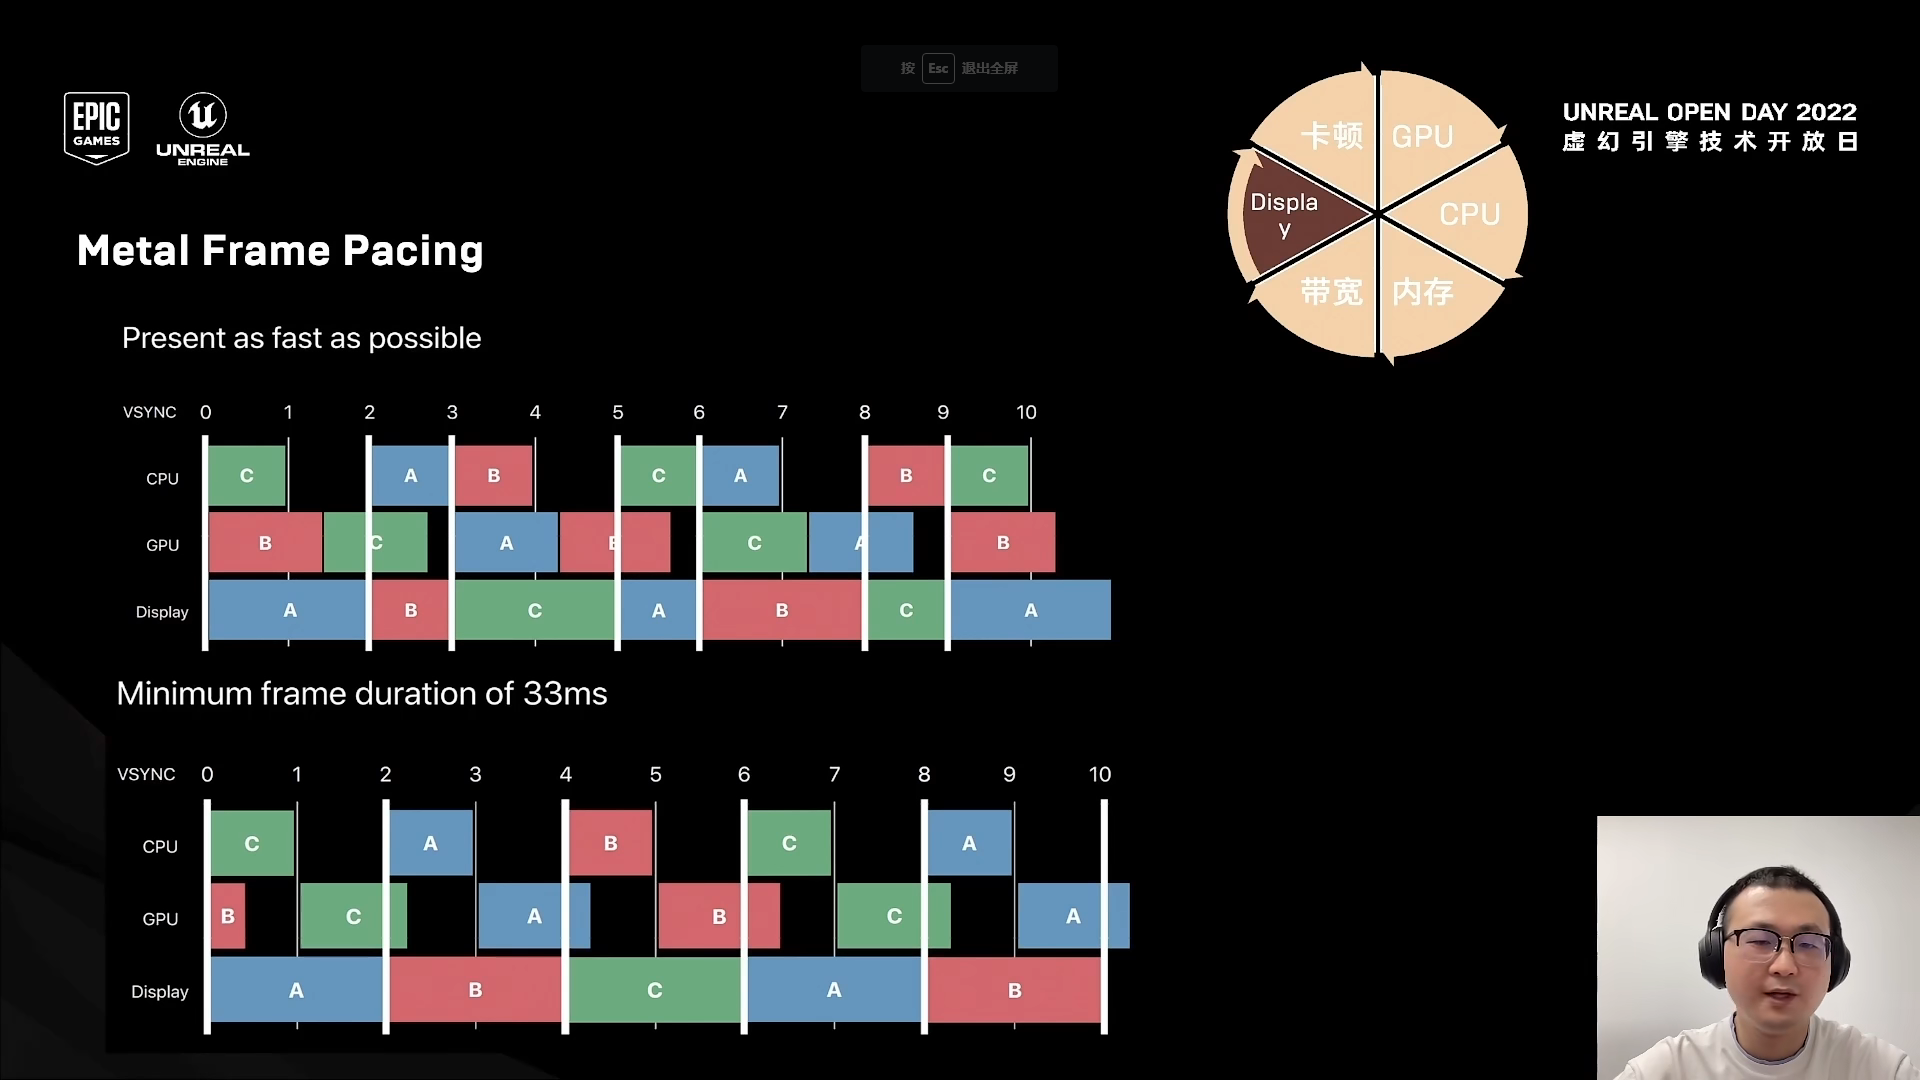 按 Esc 退出全屏
EPIC
GAMES
UNREAL
ENGINE
UNREAL OPEN DAY 2022
虚幻引擎技术开放日
卡顿 GPU
Displa
y
CPU
带宽 内存
Metal Frame Pacing
Present as fast as possible
VSYNC 0 1 2 3 4 5 6 7 8 9 10
CPU C A B C A B C
GPU B C A B C A B
Display A B C A B C A
Minimum frame duration of 33ms
VSYNC 0 1 2 3 4 5 6 7 8 9 10
CPU C A B C A
GPU B C A B C A
Display A B C A B